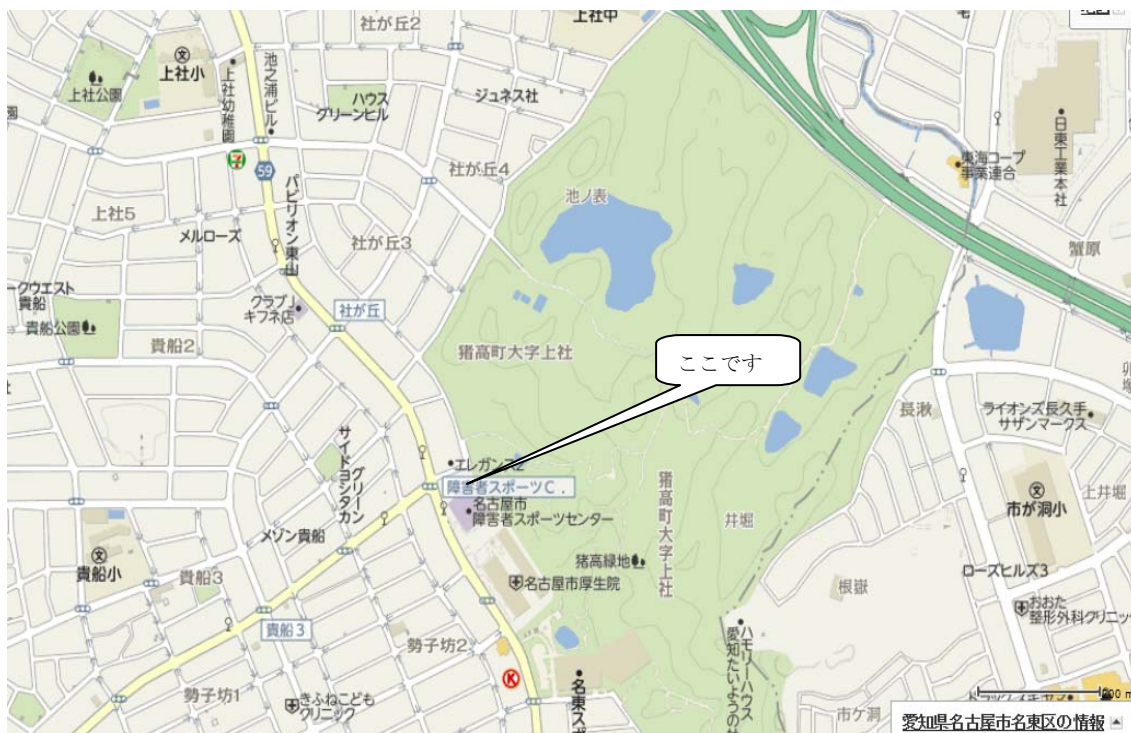 社が丘2
上社中
上社小
上社公園
上社幼稚園
池之浦ビル
ハウス
グリーンヒル
ジュネス社
59
社が丘4
池ノ表
東海コープ
事業連合
日東工業本社
上社5
メルローズ
パビリオン東山
社が丘3
蟹原
ークウエスト
貴船
クラブJ
キフネ店
社が丘
貴船公園
貴船2
猪高町大字上社
ここです
長湫
ライオンズ長久手
サザンマークス
サイドヨシタカン
グリーン
エレガンス2
障害者スポーツC．
名古屋市
障害者スポーツセンター
猪高町大字上社
井堀
市が洞小
上井堀
メゾン貴船
貴船小
貴船3
猪高緑地
名古屋市厚生院
根嶽
ローズヒルズ3
おおた
整形外科クリニッ
貴船3
勢子坊2
K
ハモリーハウス
愛知たいようの
勢子坊1
きふねこども
クリニック
名東ス
市ケ洞
愛知県名古屋市名東区の情報